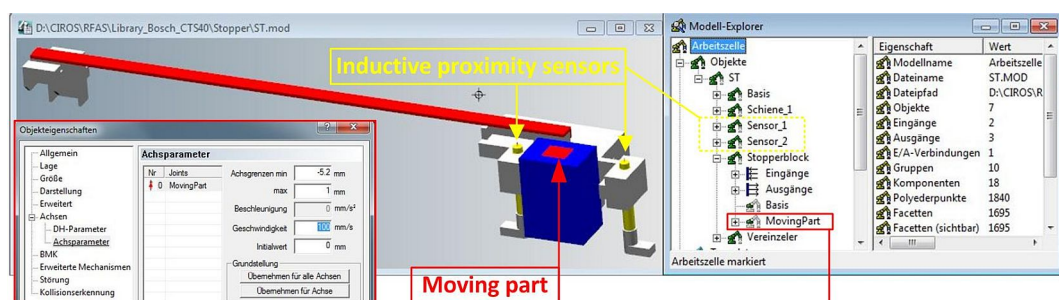 D:\CIROS\RFAS\Library_Bosch_CTS40\Stopper\ST.mod
Inductive proximity sensors
Moving part
Objekteigenschaften
Allgemein
Lage
Größe
Darstellung
Erweitert
Achsen
DH-Parameter
Achsparameter
BMK
Erweiterte Mechanismen
Störung
Kollisionserkennung
Achsparameter
Nr Joints
0 MovingPart
Achsgrenzen min -5.2 mm
max 1 mm
Beschleunigung 0 mm/s²
Geschwindigkeit 100 mm/s
Initialwert 0 mm
Grundstellung
Übernehmen für alle Achsen
Übernehmen für Achse
Modell-Explorer
Arbeitszelle
Objekte
ST
Basis
Schiene_1
Sensor_1
Sensor_2
Stopperblock
Eingänge
Ausgänge
Basis
MovingPart
Vereinzeler
Eigenschaft Wert
Modellname Arbeitszelle
Dateiname ST.MOD
Dateipfad D:\CIROS\R
Objekte 7
Eingänge 2
Ausgänge 3
E/A-Verbindungen 1
Gruppen 10
Komponenten 18
Polyederpunkte 1840
Facetten 1695
Facetten (sichtbar) 1695
Arbeitszelle markiert